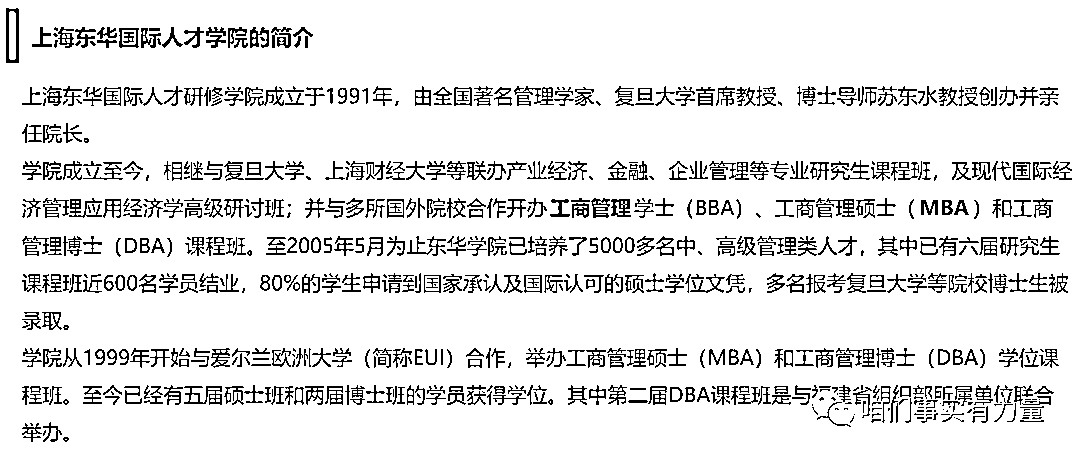 上海东华国际人才学院的简介
上海东华国际人才研修学院成立于1991年，由全国著名管理学家、复旦大学首席教授、博士导师苏东水教授创办并亲
任院长。
学院成立至今，相继与复旦大学、上海财经大学等联办产业经济、金融、企业管理等专业研究生课程班，及现代国际经
济管理应用经济学高级研讨班；并与多所国外院校合作开办工商管理学士（BBA）、工商管理硕士（MBA）和工商
管理博士（DBA）课程班。至2005年5月为止东华学院已培养了5000多名中、高级管理类人才，其中已有六届研究生
课程班近600名学员结业，80%的学生申请到国家承认及国际认可的硕士学位文凭，多名报考复旦大学等院校博士生被
录取。
学院从1999年开始与爱尔兰欧洲大学（简称EUI）合作，举办工商管理硕士（MBA）和工商管理博士（DBA）学位课
程班。至今已经有五届硕士班和两届博士班的学员获得学位。其中第二届DBA课程班是与福建省组织部所属单位联合
举办。
咱们事实有力量